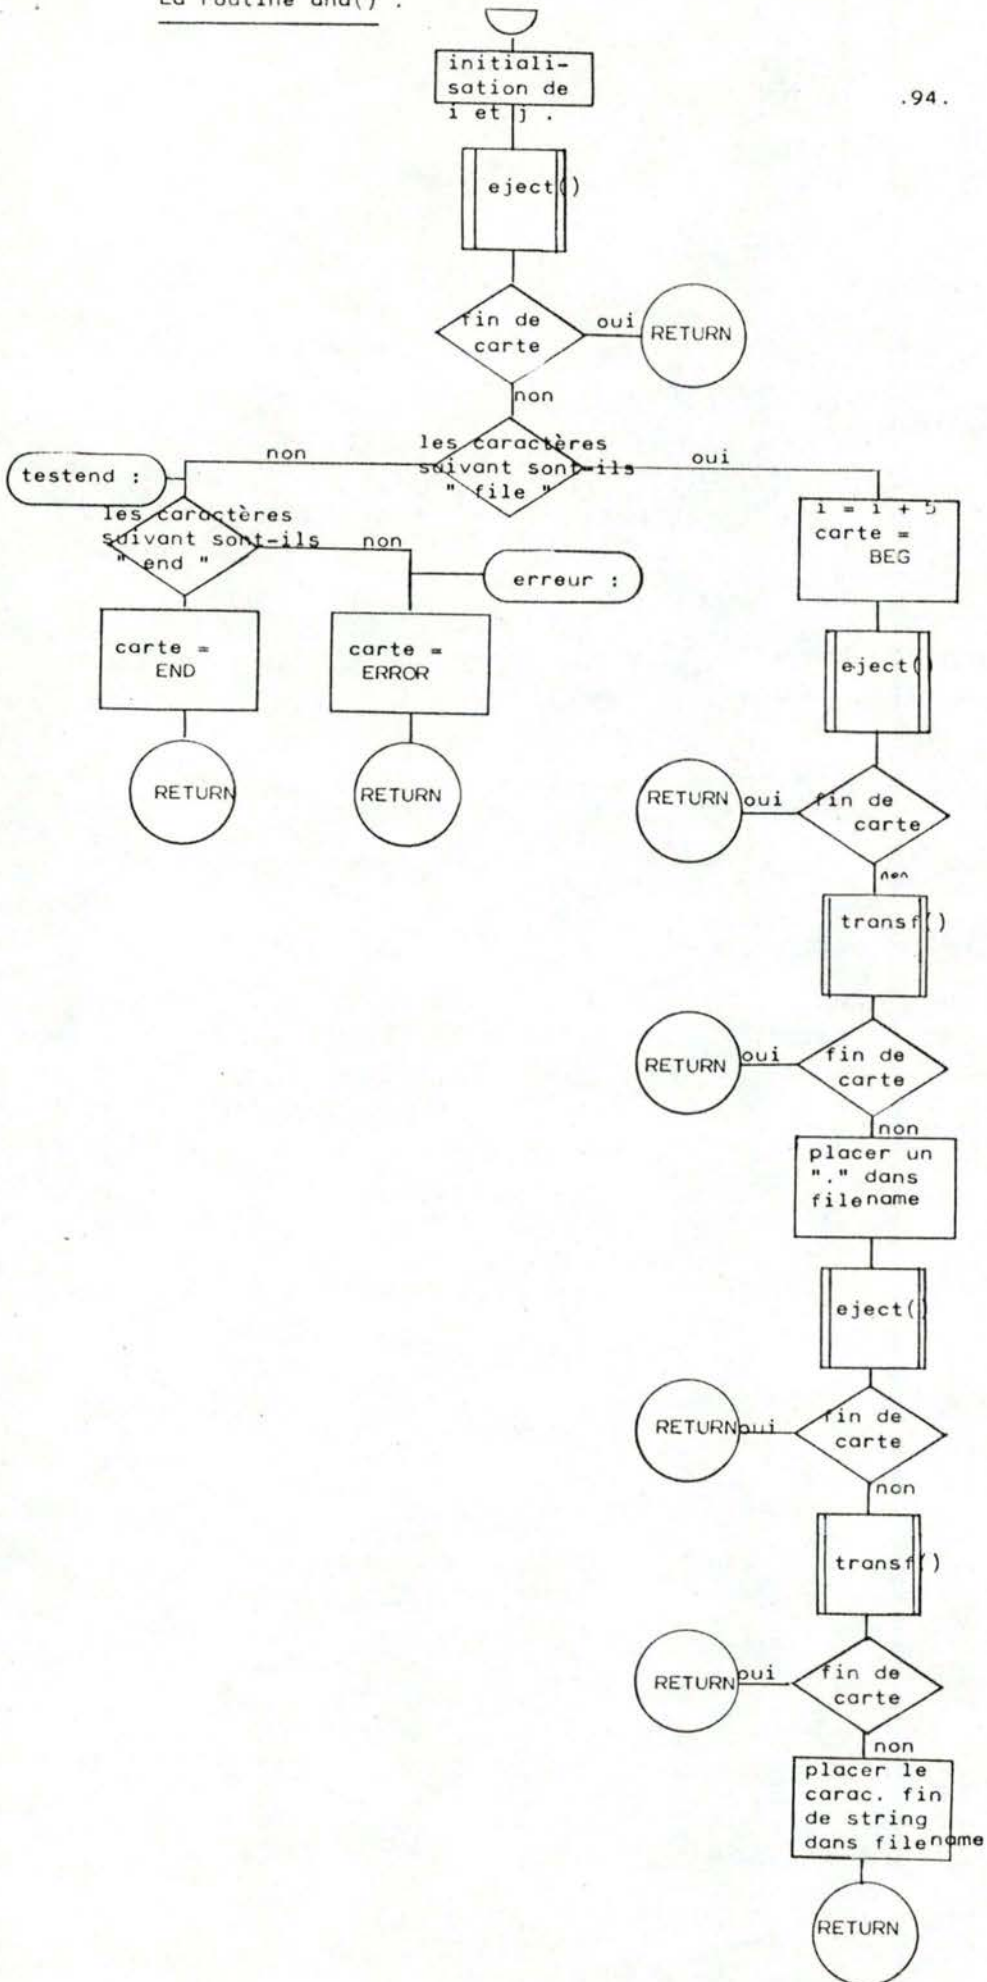 La routine and() .
initiali-
sation de
i et j .
.94.
eject()
fin de
carte
oui
RETURN
non
les caractères
suivant sont-ils
" file "
non
oui
testend :
les caractères
suivant sont-ils
" end "
non
erreur :
i = i + 5
carte =
BEG
carte =
END
carte =
ERROR
eject()
RETURN
RETURN
RETURN
oui
fin de
carte
non
transf()
RETURN
oui
fin de
carte
non
placer un
"." dans
filename
eject()
RETURN
oui
fin de
carte
non
transf()
RETURN
oui
fin de
carte
non
placer le
carac. fin
de string
dans filename
RETURN